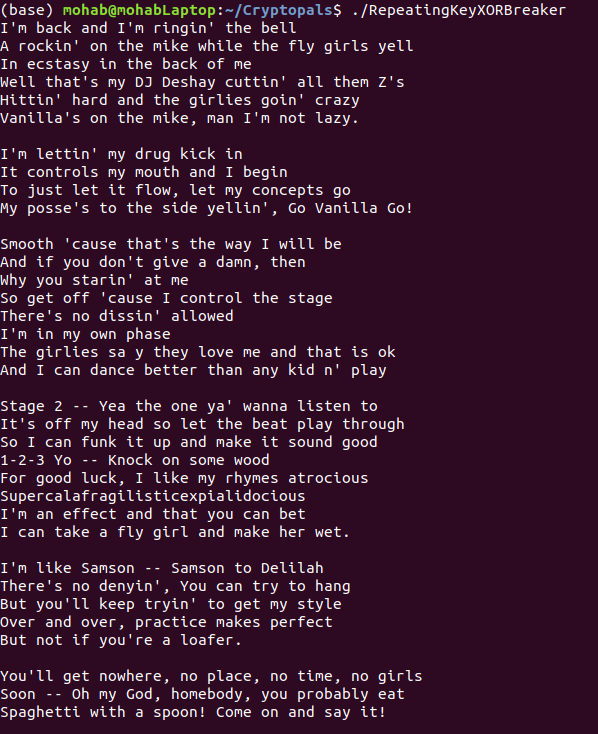 (base) mohab@mohabLaptop:~/Cryptopals$ ./RepeatingKeyXORBreaker
I'm back and I'm ringin' the bell
A rockin' on the mike while the fly girls yell
In ecstasy in the back of me
Well that's my DJ Deshay cuttin' all them Z's
Hittin' hard and the girlies goin' crazy
Vanilla's on the mike, man I'm not lazy.

I'm lettin' my drug kick in
It controls my mouth and I begin
To just let it flow, let my concepts go
My posse's to the side yellin', Go Vanilla Go!

Smooth 'cause that's the way I will be
And if you don't give a damn, then
Why you starin' at me
So get off 'cause I control the stage
There's no dissin' allowed
I'm in my own phase
The girlies sa y they love me and that is ok
And I can dance better than any kid n' play

Stage 2 -- Yea the one ya' wanna listen to
It's off my head so let the beat play through
So I can funk it up and make it sound good
1-2-3 Yo -- Knock on some wood
For good luck, I like my rhymes atrocious
Supercalafragilisticexpialidocious
I'm an effect and that you can bet
I can take a fly girl and make her wet.

I'm like Samson -- Samson to Delilah
There's no denyin', You can try to hang
But you'll keep tryin' to get my style
Over and over, practice makes perfect
But not if you're a loafer.

You'll get nowhere, no place, no time, no girls
Soon -- Oh my God, homebody, you probably eat
Spaghetti with a spoon! Come on and say it!